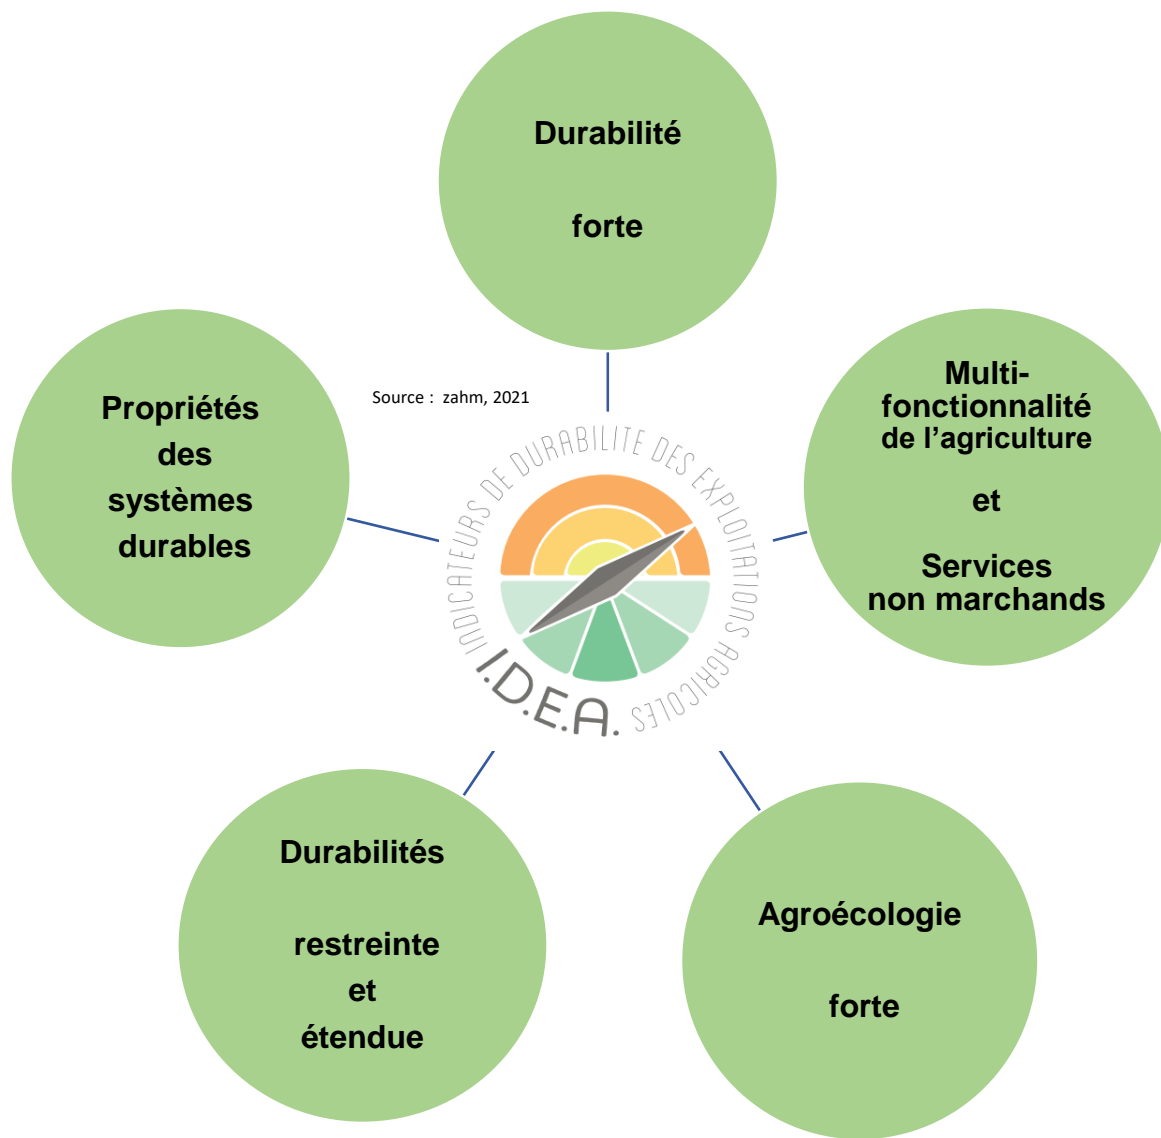 Durabilité
forte
Multi-
fonctionnalité
de l’agriculture
et
Services
non marchands
Source : zahm, 2021
Propriétés
des
systèmes
durables
INDICATEURS DE DURABILITE DES EXPLOITATIONS AGRICOLES
I.D.E.A.
Durabilités
restreinte
et
étendue
Agroécologie
forte